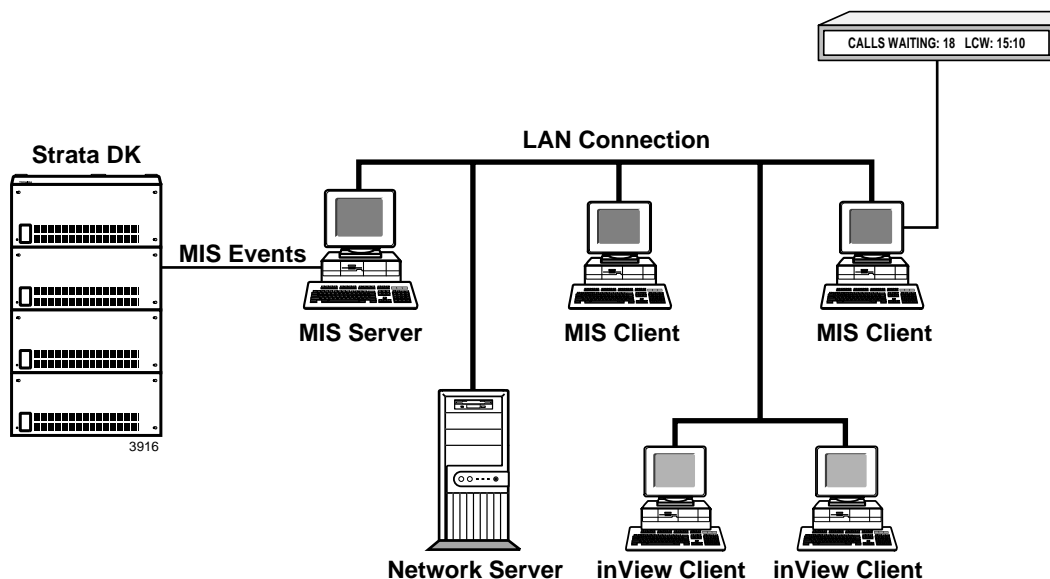 CALLS WAITING: 18 LCW: 15:10
LAN Connection
Strata DK
MIS Events
MIS Server
MIS Client
MIS Client
3916
Network Server
inView Client
inView Client